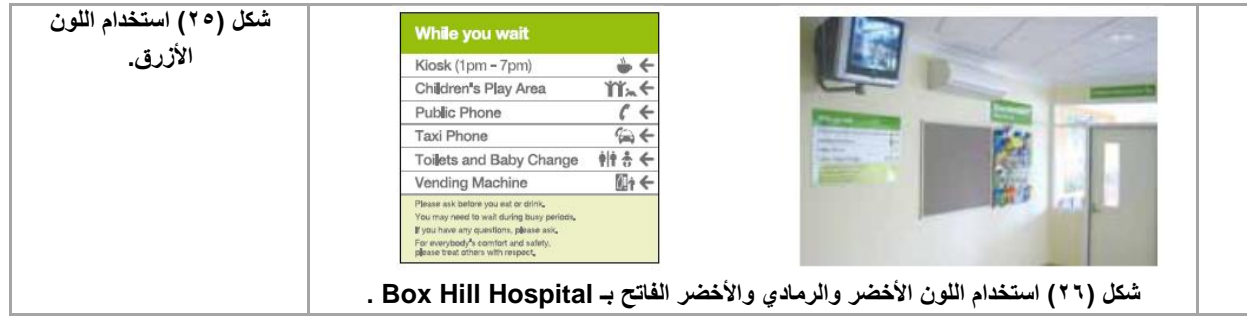 شكل (٢٥) استخدام اللون
الأزرق.
While you wait
Kiosk (1pm - 7pm)
Children's Play Area
Public Phone
Taxi Phone
Toilets and Baby Change
Vending Machine
Please ask before you eat or drink.
You may need to wait during busy periods.
If you have any questions, please ask.
For everybody's comfort and safety,
please treat others with respect.
شكل (٢٦) استخدام اللون الأخضر والرمادي والأخضر الفاتح بـ Box Hill Hospital .